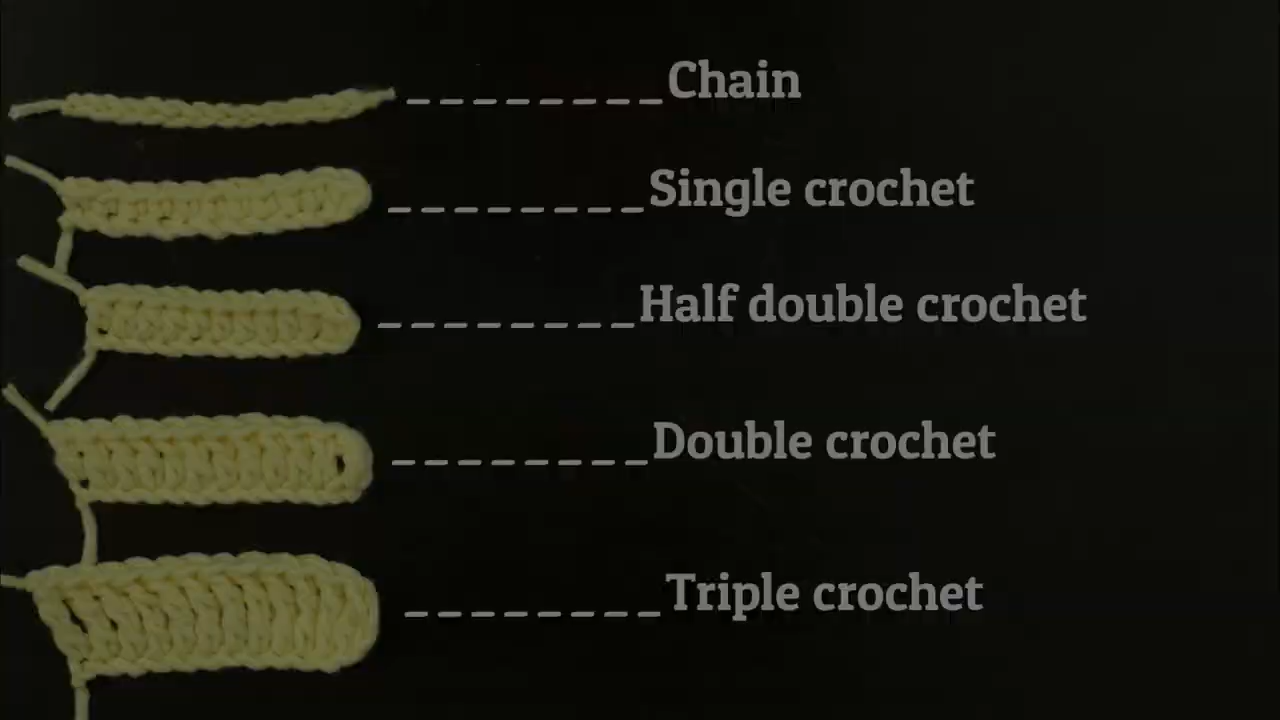 Chain
Single crochet
Half double crochet
Double crochet
Triple crochet